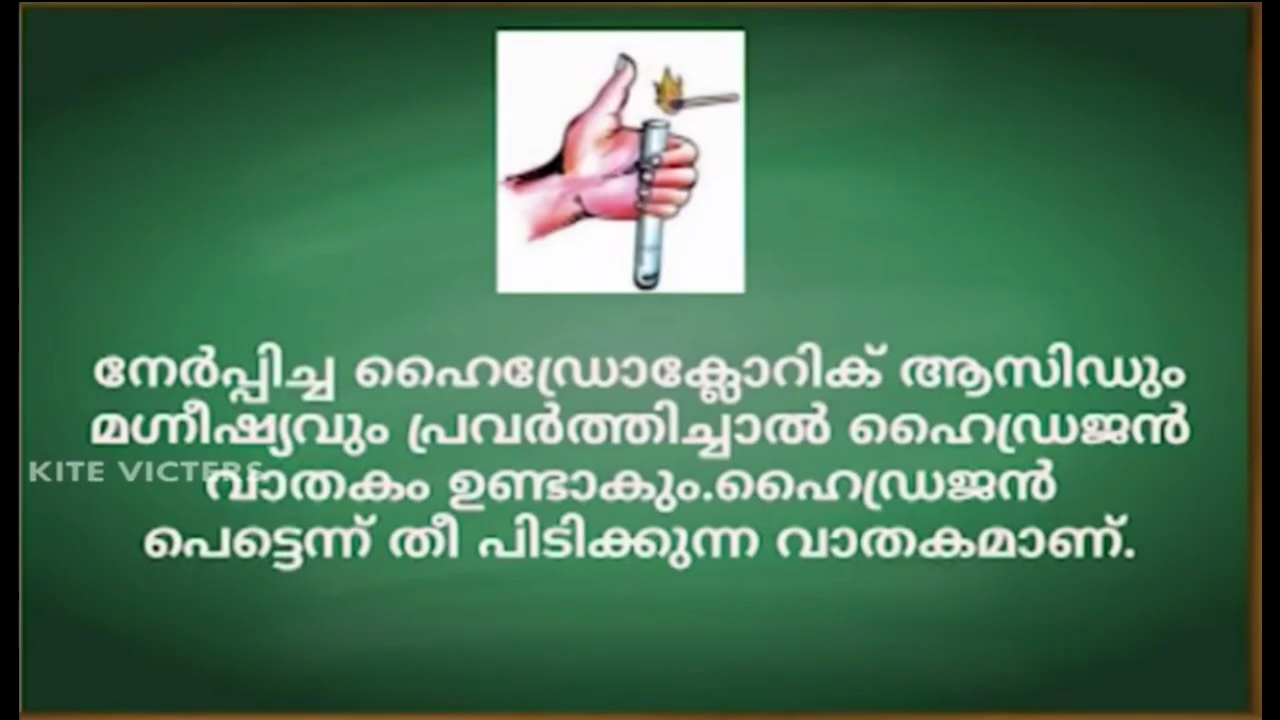 നേർപ്പിച്ച ഹൈഡ്രോക്ലോറിക് ആസിഡും
മഗ്നീഷ്യവും പ്രവർത്തിച്ചാൽ ഹൈഡ്രജൻ
KITE VICTERS
വാതകം ഉണ്ടാകും.ഹൈഡ്രജൻ
പെട്ടെന്ന് തീ പിടിക്കുന്ന വാതകമാണ്.